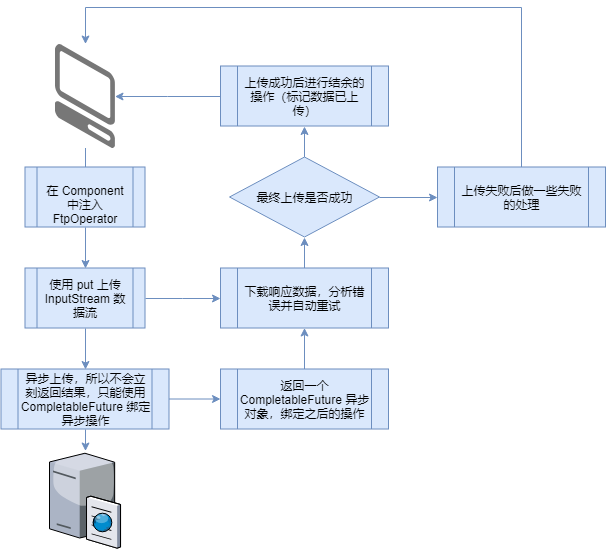 上传成功后进行结余的
操作（标记数据已上
传）
在 Component
中注入
FtpOperator
最终上传是否成功
上传失败后做一些失败
的处理
使用 put 上传
InputStream 数
据流
下载响应数据，分析错
误并自动重试
异步上传，所以不会立
刻返回结果，只能使用
CompletableFuture 绑定
异步操作
返回一个
CompletableFuture 异步
对象，绑定之后的操作